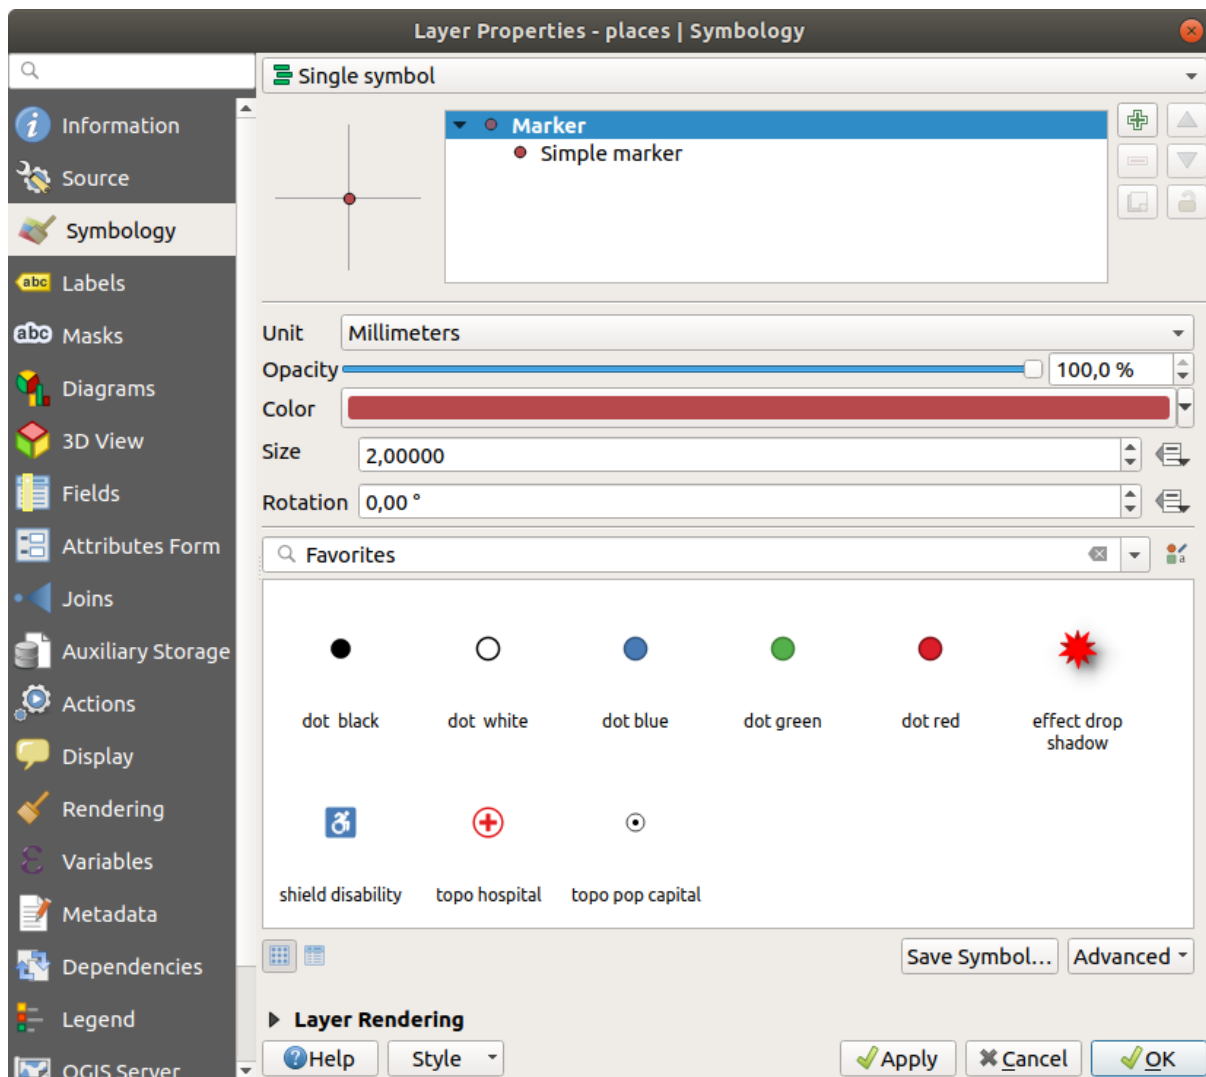 Layer Properties - places | Symbology
Information
Source
Symbology
abc Labels
abc Masks
Diagrams
3D View
Fields
Attributes Form
Joins
Auxiliary Storage
Actions
Display
Rendering
Variables
Metadata
Dependencies
Legend
QGIS Server
Single symbol
Marker
Simple marker
Unit Millimeters
Opacity 100,0 %
Color
Size 2,00000
Rotation 0,00 °
Favorites
dot black dot white dot blue dot green dot red effect drop
shadow
shield disability topo hospital topo pop capital
Save Symbol... Advanced
Layer Rendering
Help Style Apply Cancel OK